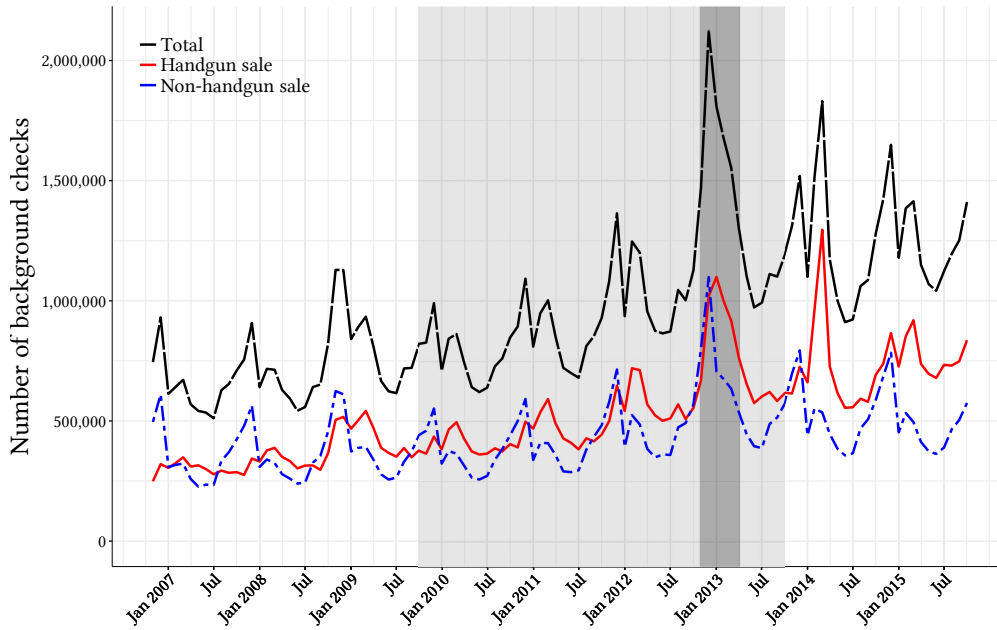 Total
Handgun sale
Non-handgun sale
Number of background checks
2,000,000
1,500,000
1,000,000
500,000
0
Jan 2007
Jul
Jan 2008
Jul
Jan 2009
Jul
Jan 2010
Jul
Jan 2011
Jul
Jan 2012
Jul
Jan 2013
Jul
Jan 2014
Jul
Jan 2015
Jul